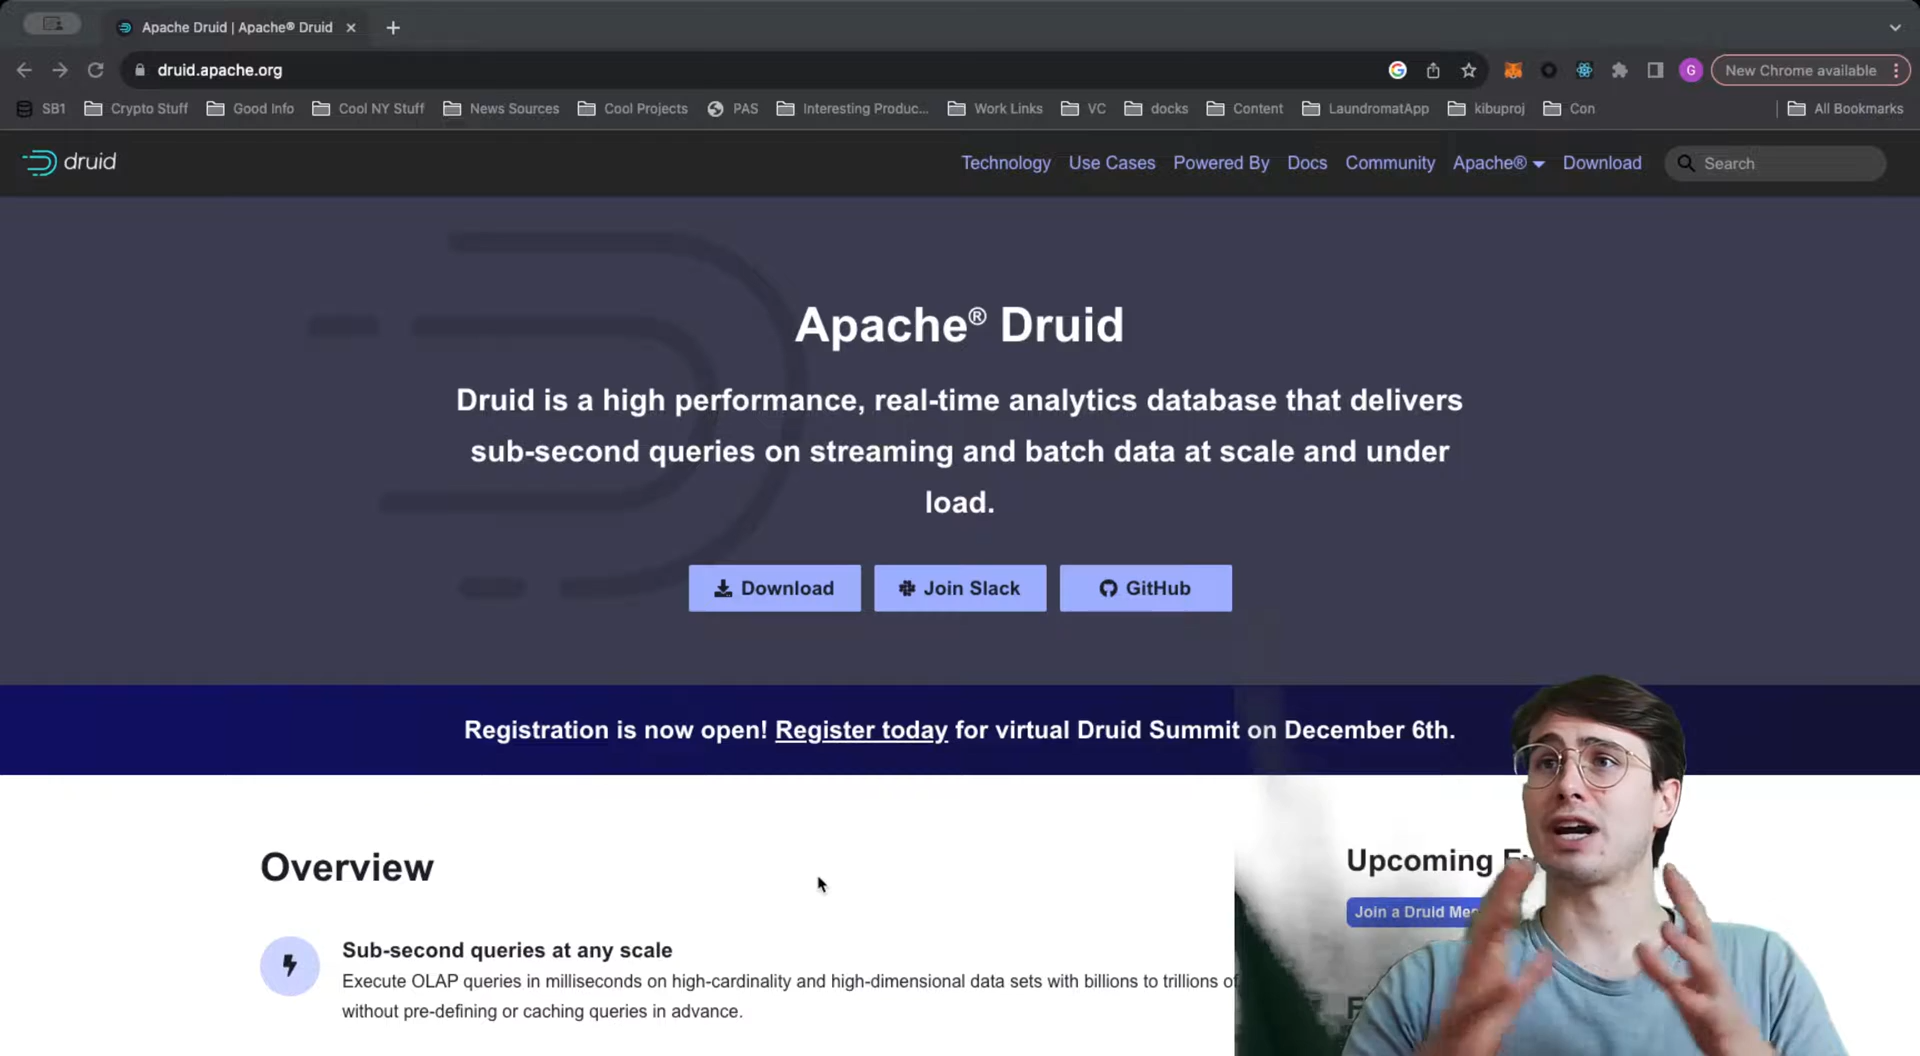 Apache Druid | Apache® Druid
druid.apache.org
G
New Chrome available
SB1
Crypto Stuff
Good Info
Cool NY Stuff
News Sources
Cool Projects
PAS
Interesting Produc...
Work Links
VC
docks
Content
LaundromatApp
kibuproj
Con
All Bookmarks
druid
Technology
Use Cases
Powered By
Docs
Community
Apache®
Download
Search
Apache® Druid
Druid is a high performance, real-time analytics database that delivers
sub-second queries on streaming and batch data at scale and under
load.
Download
Join Slack
GitHub
Registration is now open! Register today for virtual Druid Summit on December 6th.
Overview
Upcoming
Join a Druid
Sub-second queries at any scale
Execute OLAP queries in milliseconds on high-cardinality and high-dimensional data sets with billions to trillions of
without pre-defining or caching queries in advance.